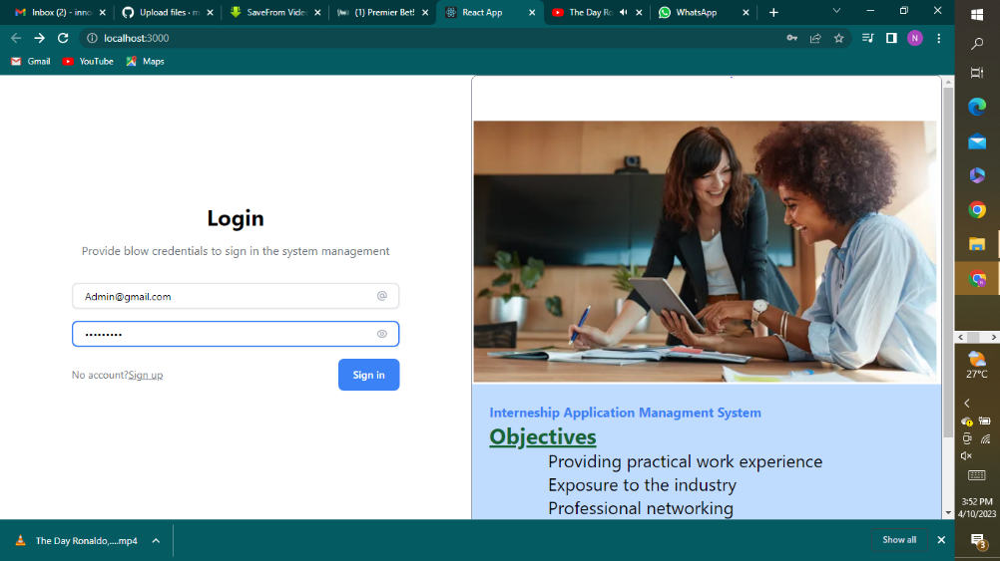 Inbox (2) - inno
Upload files · m
SaveFrom Video
(1) Premier Bet!
React App
The Day Ro
WhatsApp
localhost:3000
Gmail
YouTube
Maps
Login
Provide blow credentials to sign in the system management
Admin@gmail.com
•••••••••
No account?Sign up
Sign in
Interneship Application Managment System
Objectives
Providing practical work experience
Exposure to the industry
Professional networking
The Day Ronaldo,....mp4
Show all
N
27°C
3:52 PM
4/10/2023
3